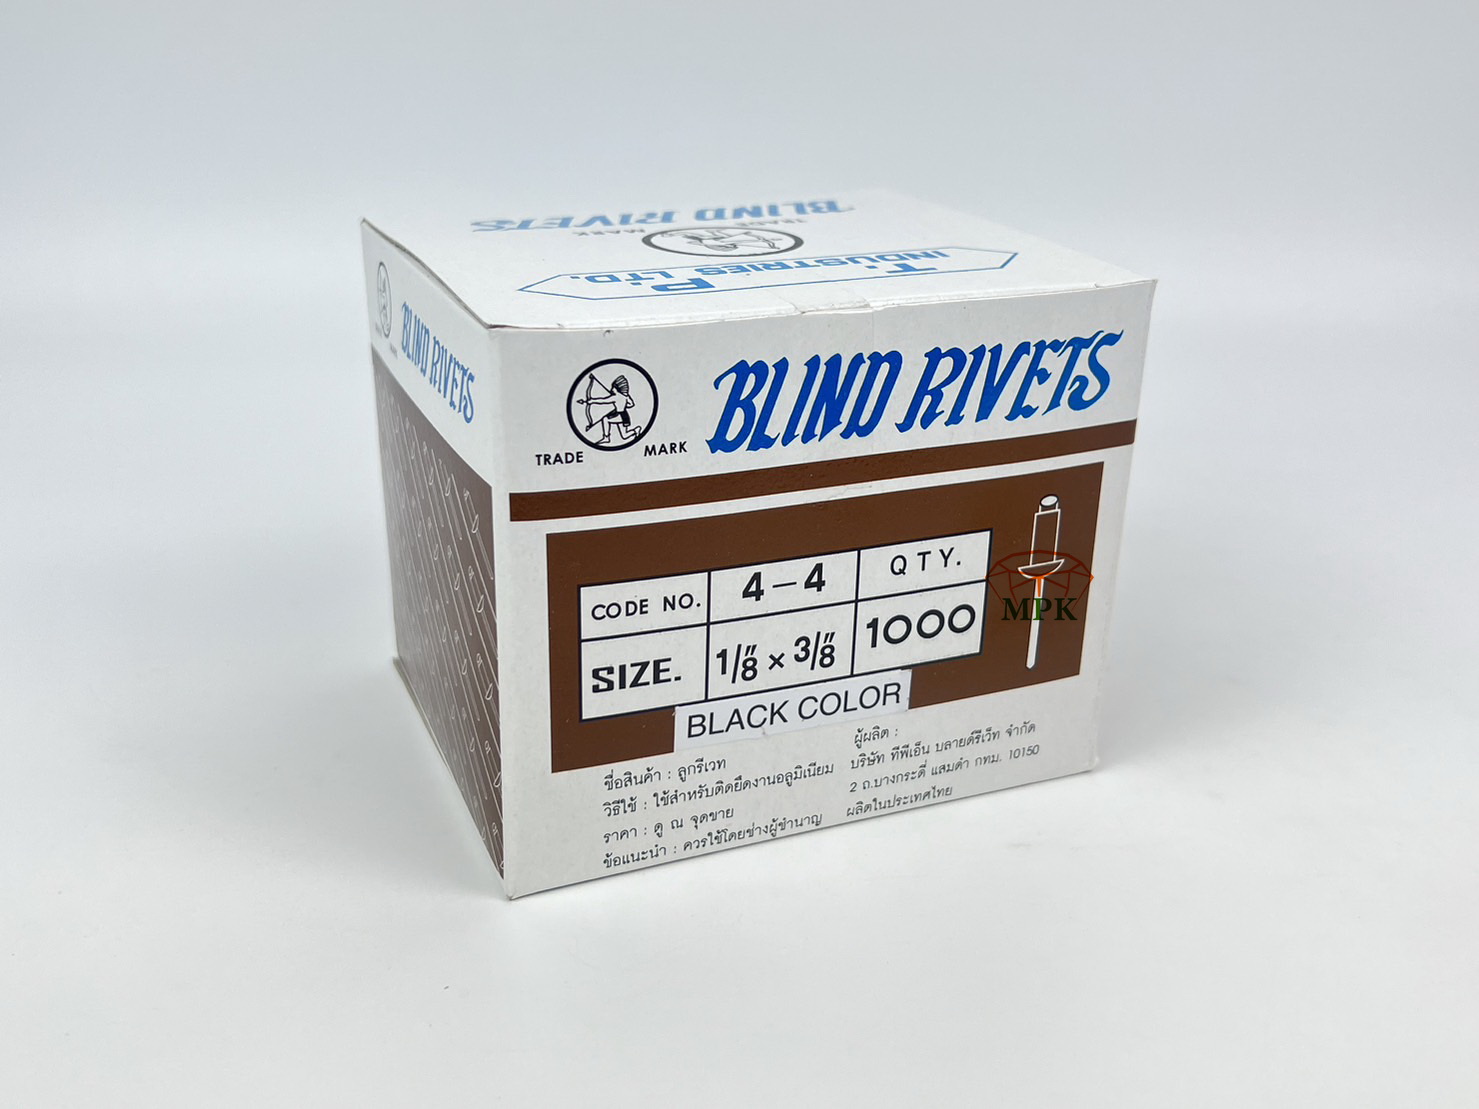 BLIND RIVETS
TRADE MARK
T. P.
INDUSTRIES LTD.
BLIND RIVETS
BLIND RIVETS
TRADE MARK
CODE NO. 4-4 QTY.
SIZE. 1/8" × 3/8" 1000
BLACK COLOR
MPK
ชื่อสินค้า : ลูกรีเวท
วิธีใช้ : ใช้สำหรับติดยึดงานอลูมิเนียม
ราคา : ดู ณ จุดขาย
ข้อแนะนำ : ควรใช้โดยช่างผู้ชำนาญ
ผู้ผลิต :
บริษัท ทีพีเอ็น บลายด์รีเว็ท จำกัด
2 ถ.บางกระดี่ แสมดำ กทม. 10150
ผลิตในประเทศไทย